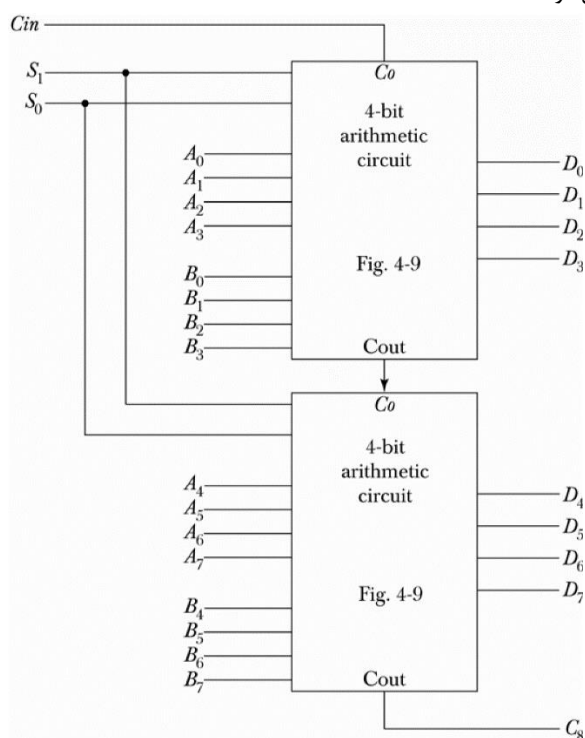 Cin
S₁
S₀
Co
4-bit
arithmetic
circuit
A₀
A₁
A₂
A₃
D₀
D₁
D₂
D₃
Fig. 4-9
B₀
B₁
B₂
B₃
Cout
Co
4-bit
arithmetic
circuit
A₄
A₅
A₆
A₇
D₄
D₅
D₆
D₇
Fig. 4-9
B₄
B₅
B₆
B₇
Cout
C₈